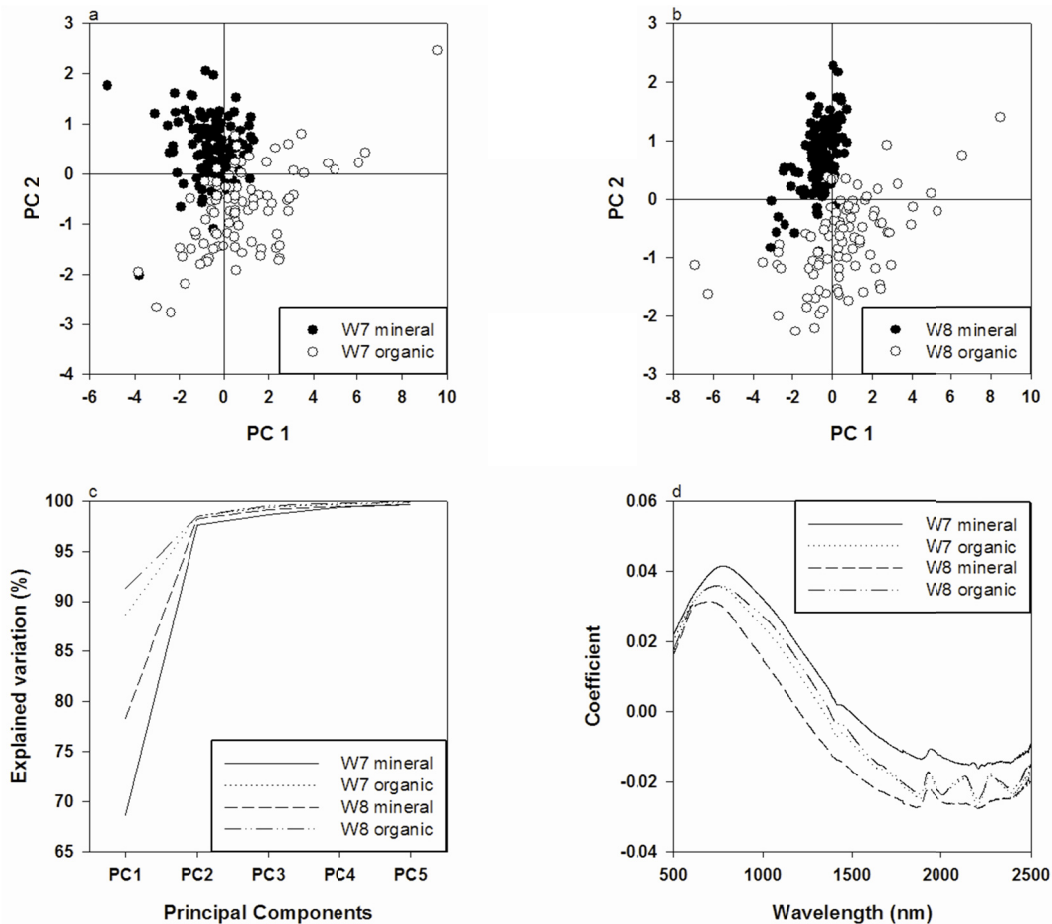 a
3
2
1
0
-1
-2
-3
-4
PC 2
-6 -4 -2 0 2 4 6 8 10
PC 1
W7 mineral
W7 organic
b
3
2
1
0
-1
-2
-3
PC 2
-8 -6 -4 -2 0 2 4 6 8 10
PC 1
W8 mineral
W8 organic
c
100
95
90
85
80
75
70
65
Explained variation (%)
PC1 PC2 PC3 PC4 PC5
Principal Components
W7 mineral
W7 organic
W8 mineral
W8 organic
d
0.06
0.04
0.02
0.00
-0.02
-0.04
Coefficient
500 1000 1500 2000 2500
Wavelength (nm)
W7 mineral
W7 organic
W8 mineral
W8 organic